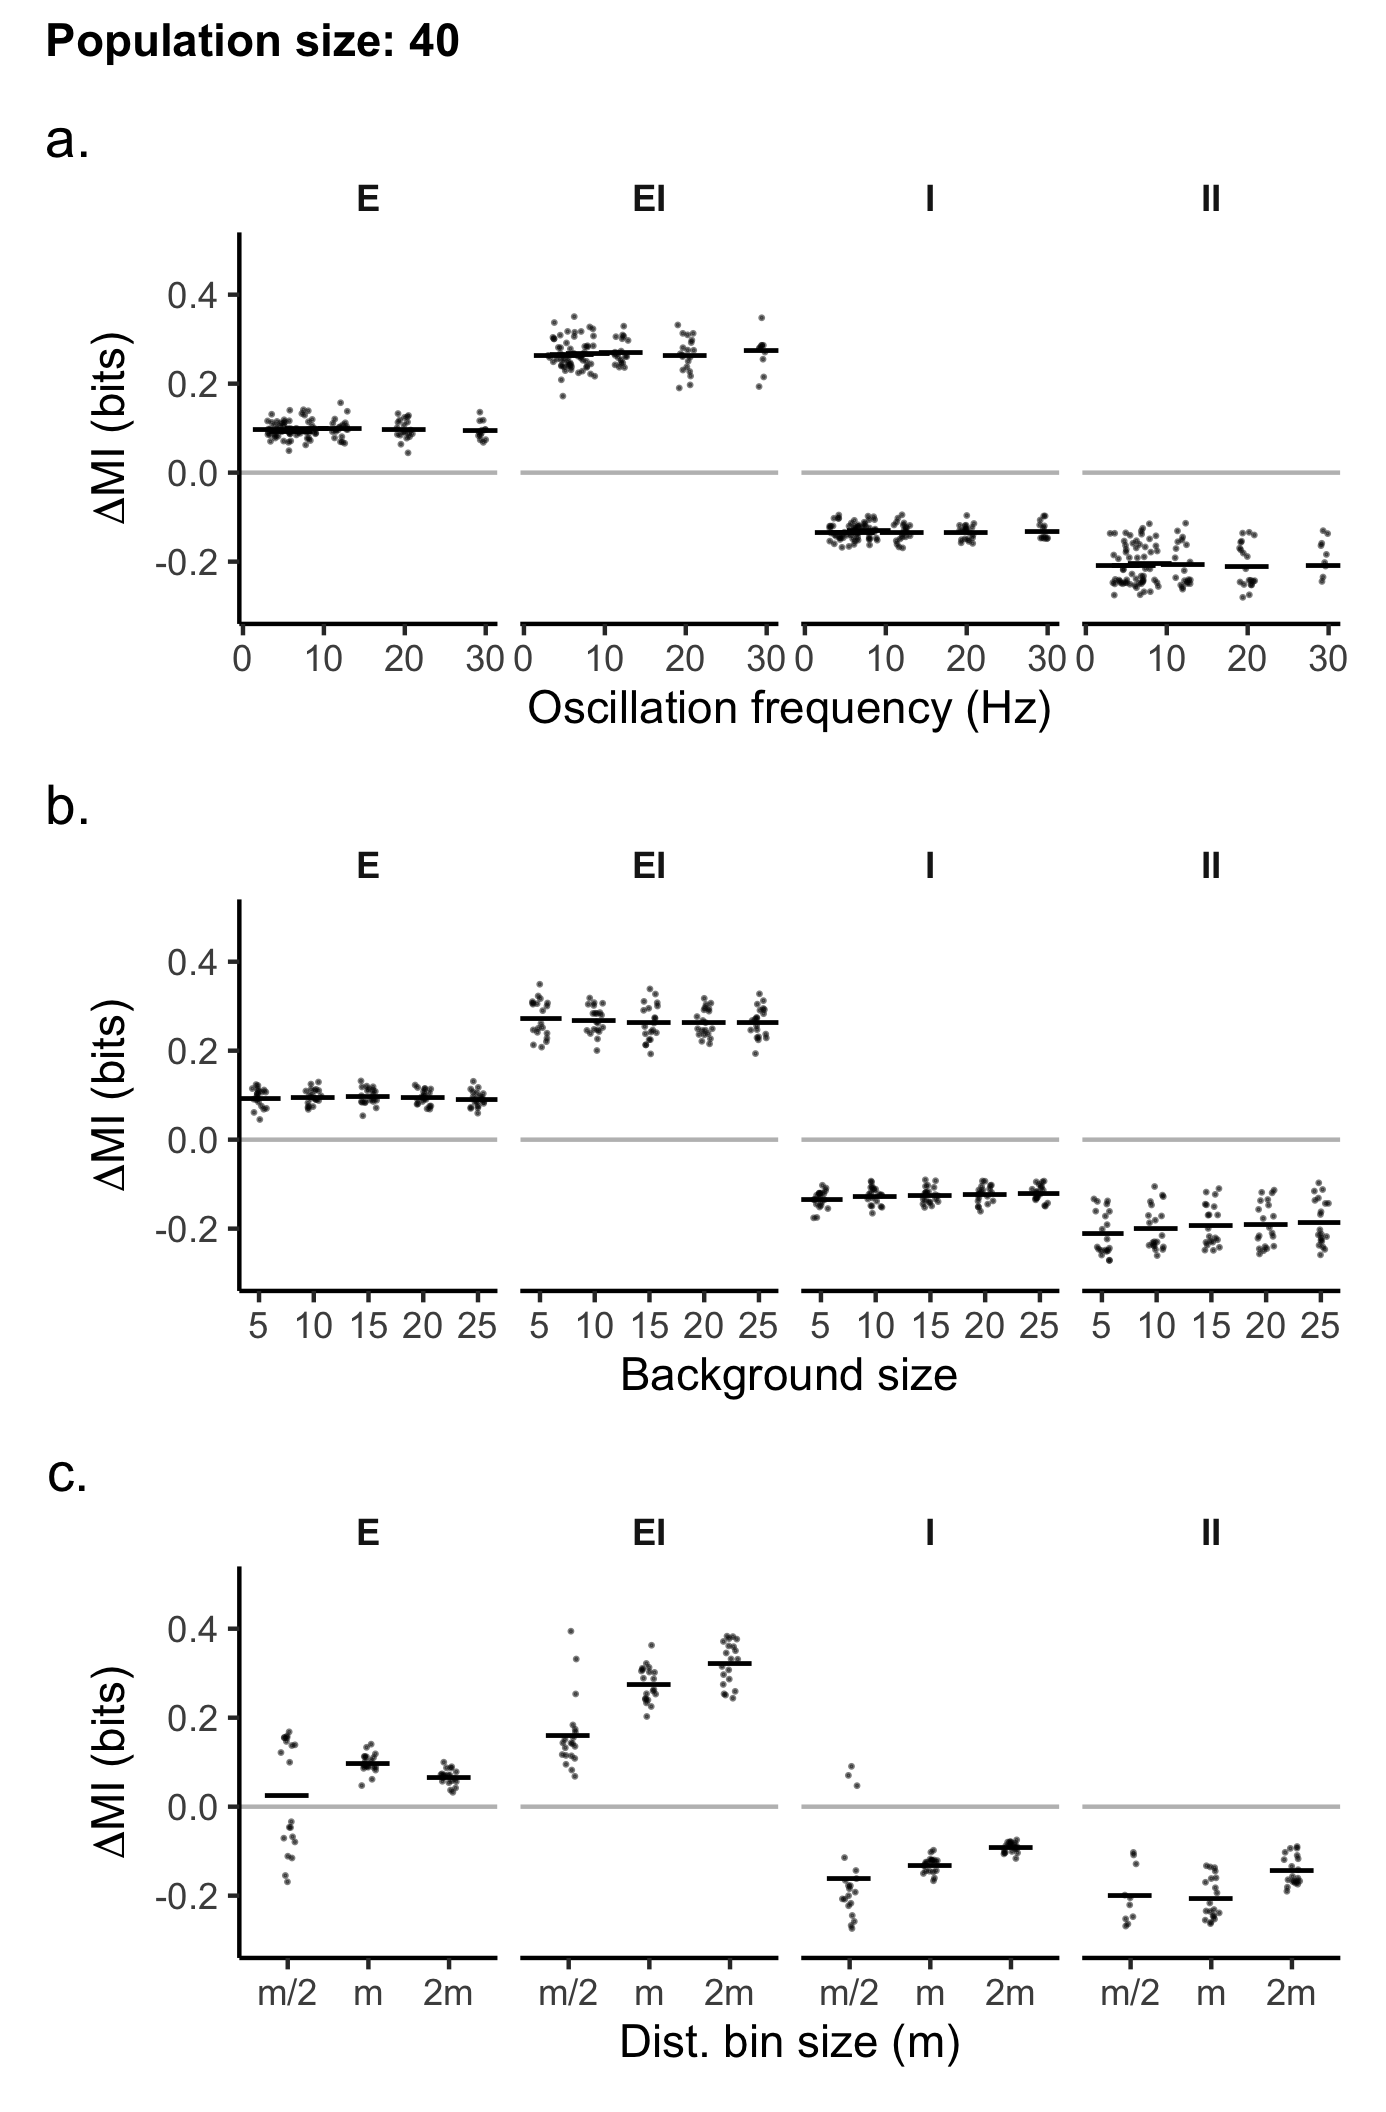 Population size: 40
a.
E EI I II
ΔMI (bits)
0.4
0.2
0.0
-0.2
0 10 20 30 0 10 20 30 0 10 20 30 0 10 20 30
Oscillation frequency (Hz)
b.
E EI I II
ΔMI (bits)
0.4
0.2
0.0
-0.2
5 10 15 20 25 5 10 15 20 25 5 10 15 20 25 5 10 15 20 25
Background size
c.
E EI I II
ΔMI (bits)
0.4
0.2
0.0
-0.2
m/2 m 2m m/2 m 2m m/2 m 2m m/2 m 2m
Dist. bin size (m)